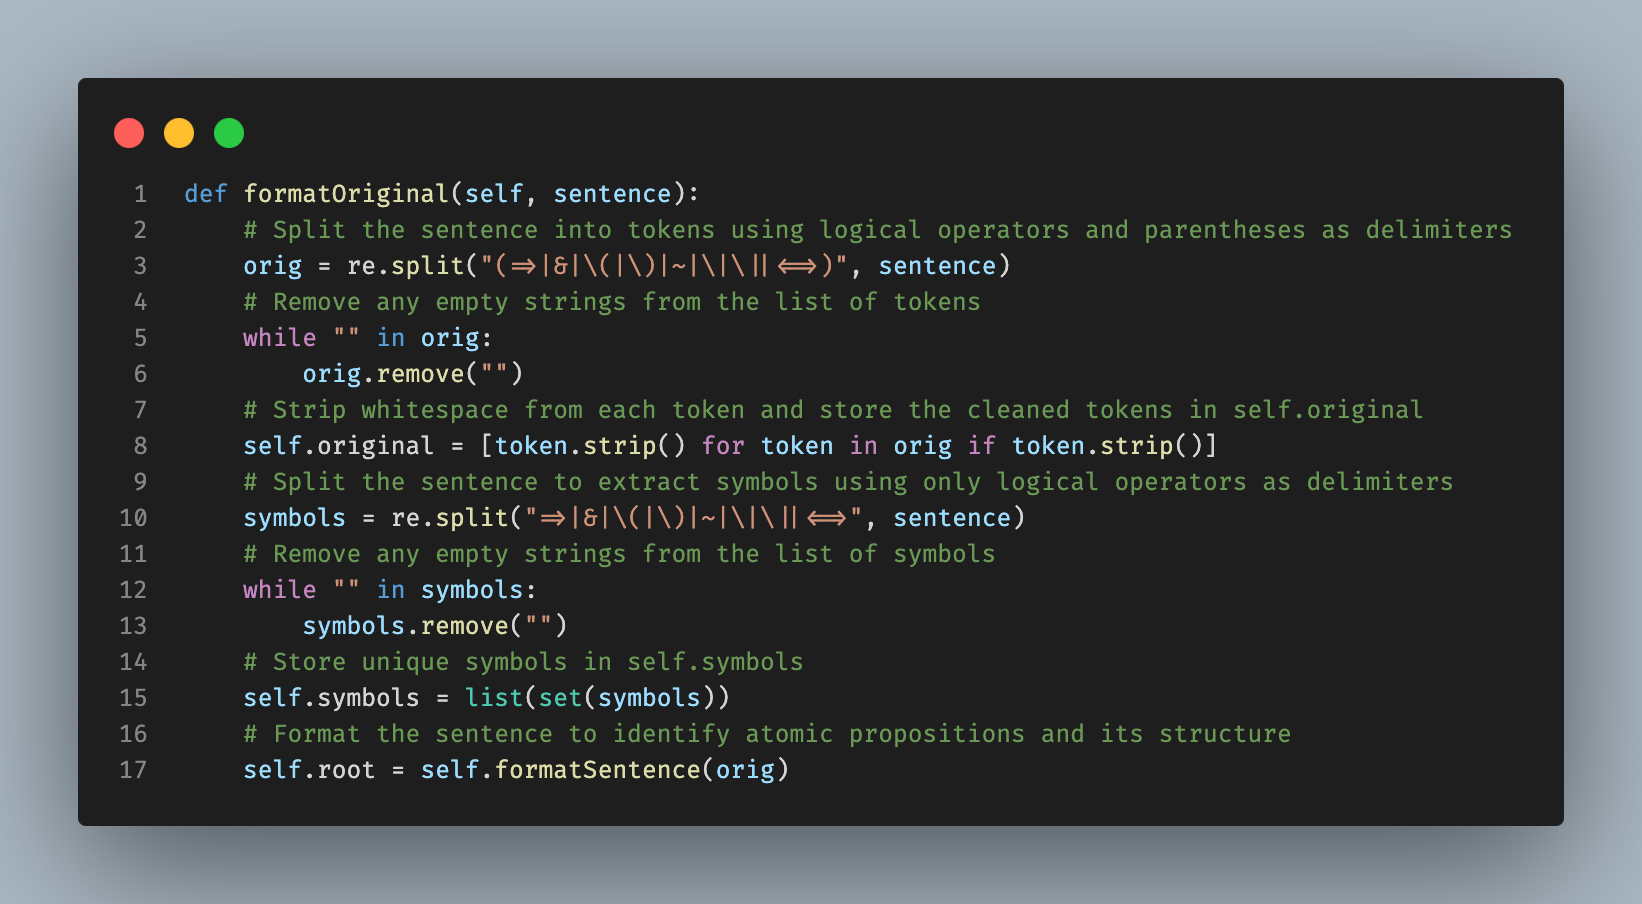 1 def formatOriginal(self, sentence):
2     # Split the sentence into tokens using logical operators and parentheses as delimiters
3     orig = re.split("(=>|&|\(|\)|~|\|\||<=>)", sentence)
4     # Remove any empty strings from the list of tokens
5     while "" in orig:
6         orig.remove("")
7     # Strip whitespace from each token and store the cleaned tokens in self.original
8     self.original = [token.strip() for token in orig if token.strip()]
9     # Split the sentence to extract symbols using only logical operators as delimiters
10     symbols = re.split("=>|&|\(|\)|~|\|\||<=>", sentence)
11     # Remove any empty strings from the list of symbols
12     while "" in symbols:
13         symbols.remove("")
14     # Store unique symbols in self.symbols
15     self.symbols = list(set(symbols))
16     # Format the sentence to identify atomic propositions and its structure
17     self.root = self.formatSentence(orig)